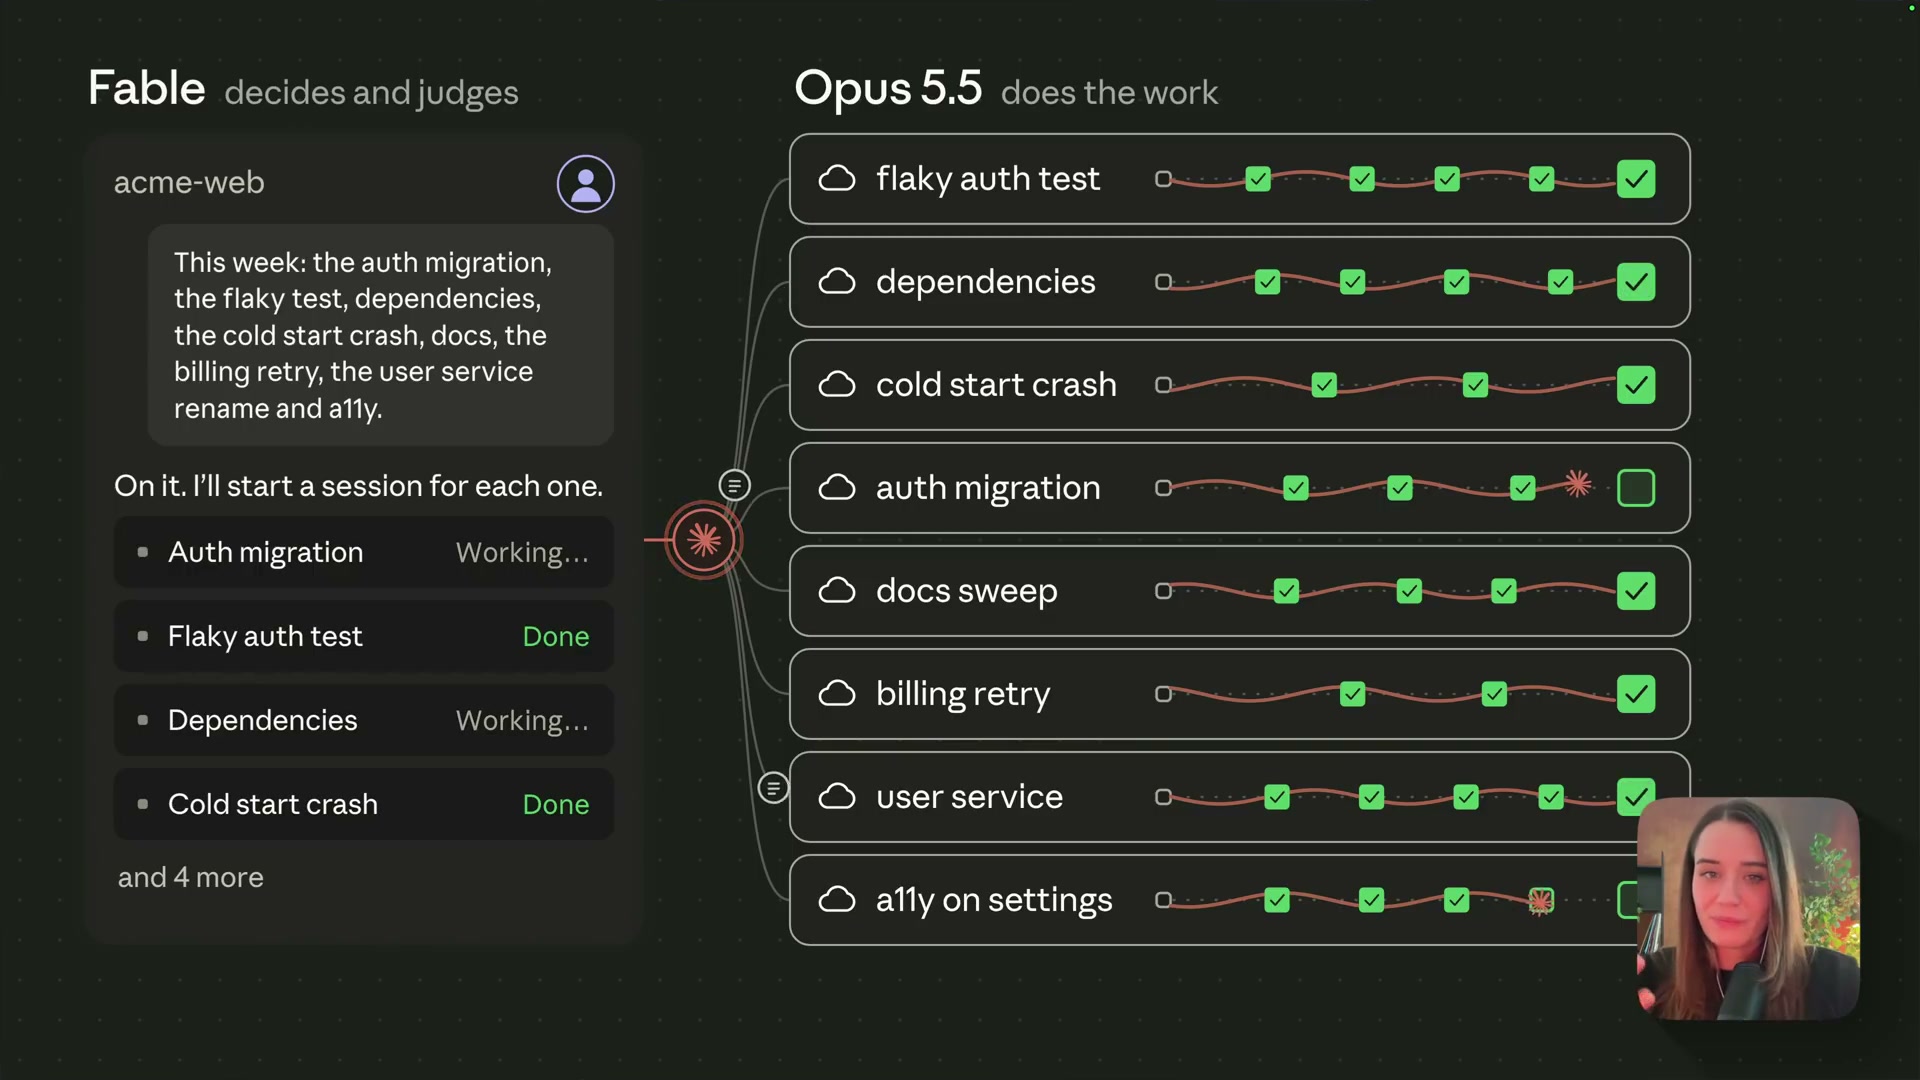 Fable decides and judges
acme-web
This week: the auth migration,
the flaky test, dependencies,
the cold start crash, docs, the
billing retry, the user service
rename and a11y.
On it. I'll start a session for each one.
Auth migration Working...
Flaky auth test Done
Dependencies Working...
Cold start crash Done
and 4 more
Opus 5.5 does the work
flaky auth test
dependencies
cold start crash
auth migration
docs sweep
billing retry
user service
a11y on settings